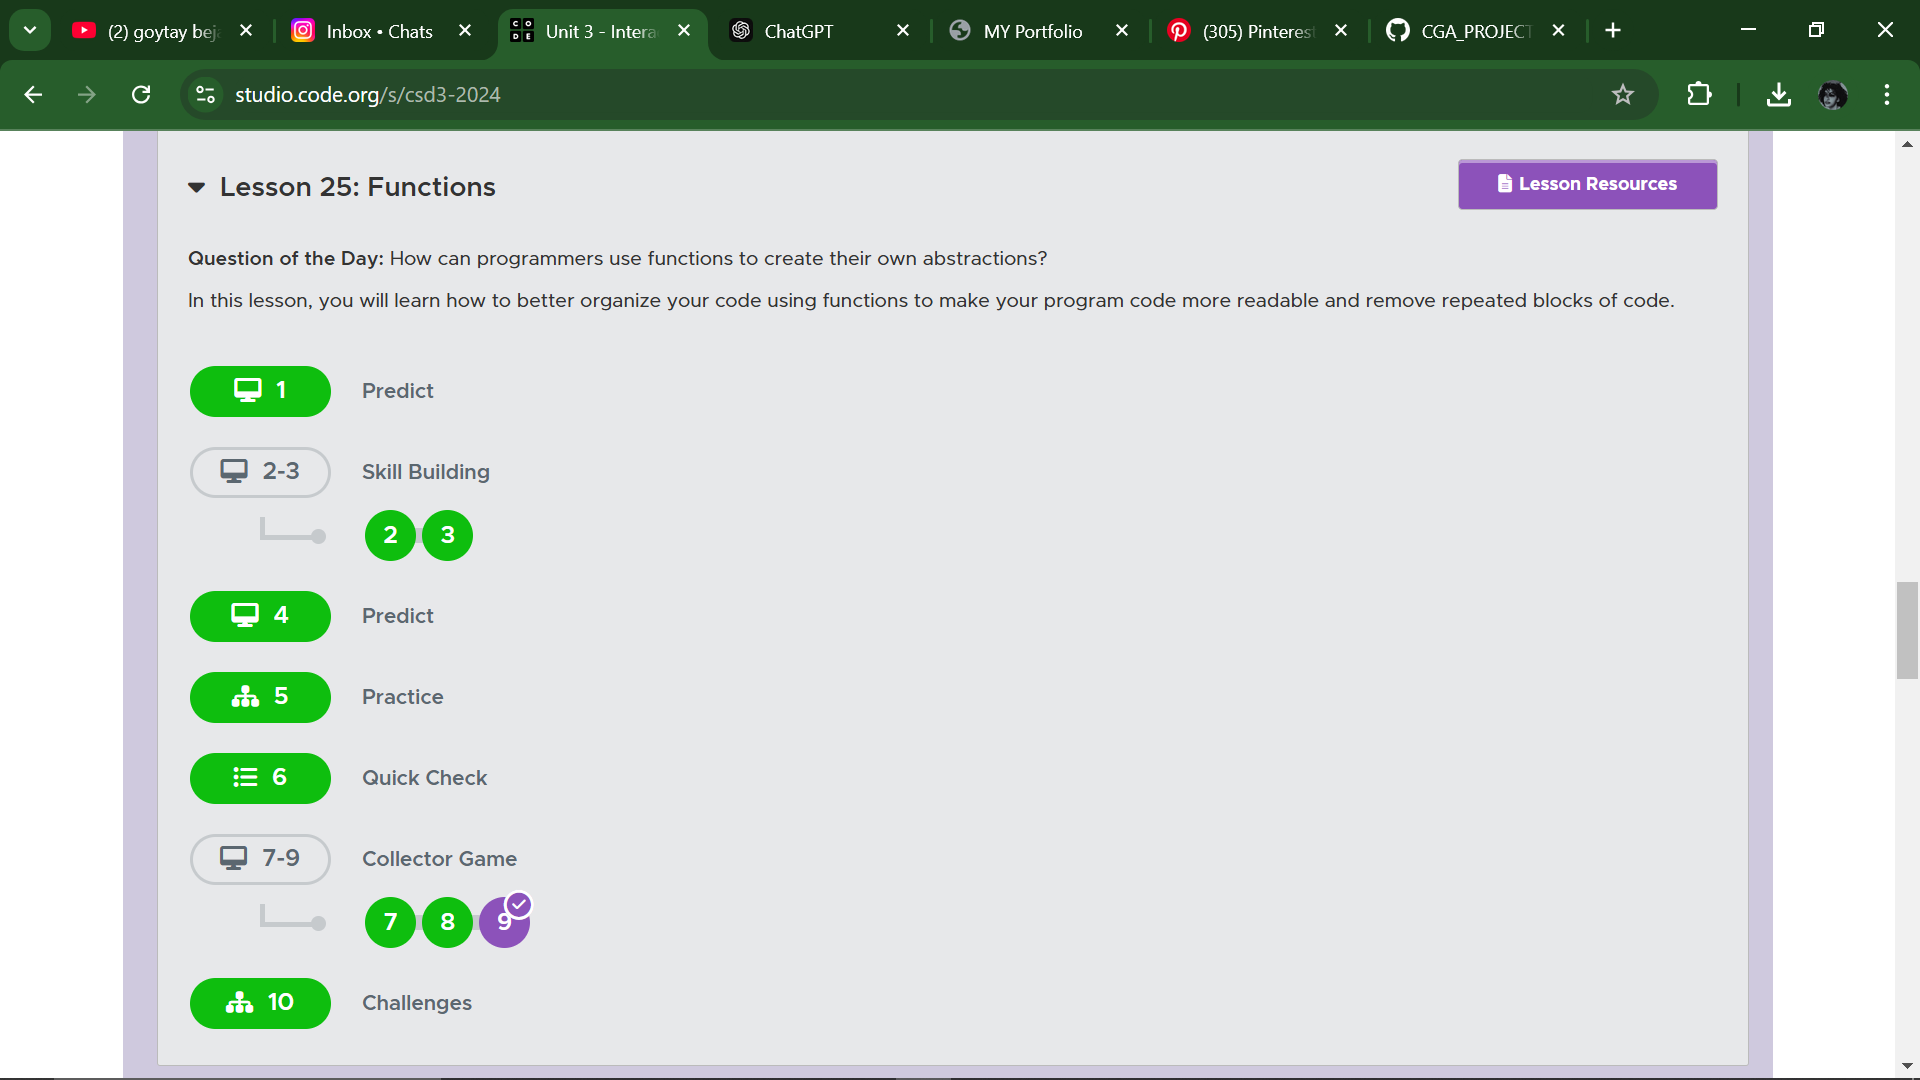 (2) goytay bej
Inbox • Chats
CODE
Unit 3 - Intera
ChatGPT
MY Portfolio
(305) Pinterest
CGA_PROJECT
studio.code.org/s/csd3-2024
Lesson 25: Functions
Lesson Resources
Question of the Day: How can programmers use functions to create their own abstractions?
In this lesson, you will learn how to better organize your code using functions to make your program code more readable and remove repeated blocks of code.
1 Predict
2-3 Skill Building
2 3
4 Predict
5 Practice
6 Quick Check
7-9 Collector Game
7 8 9
10 Challenges